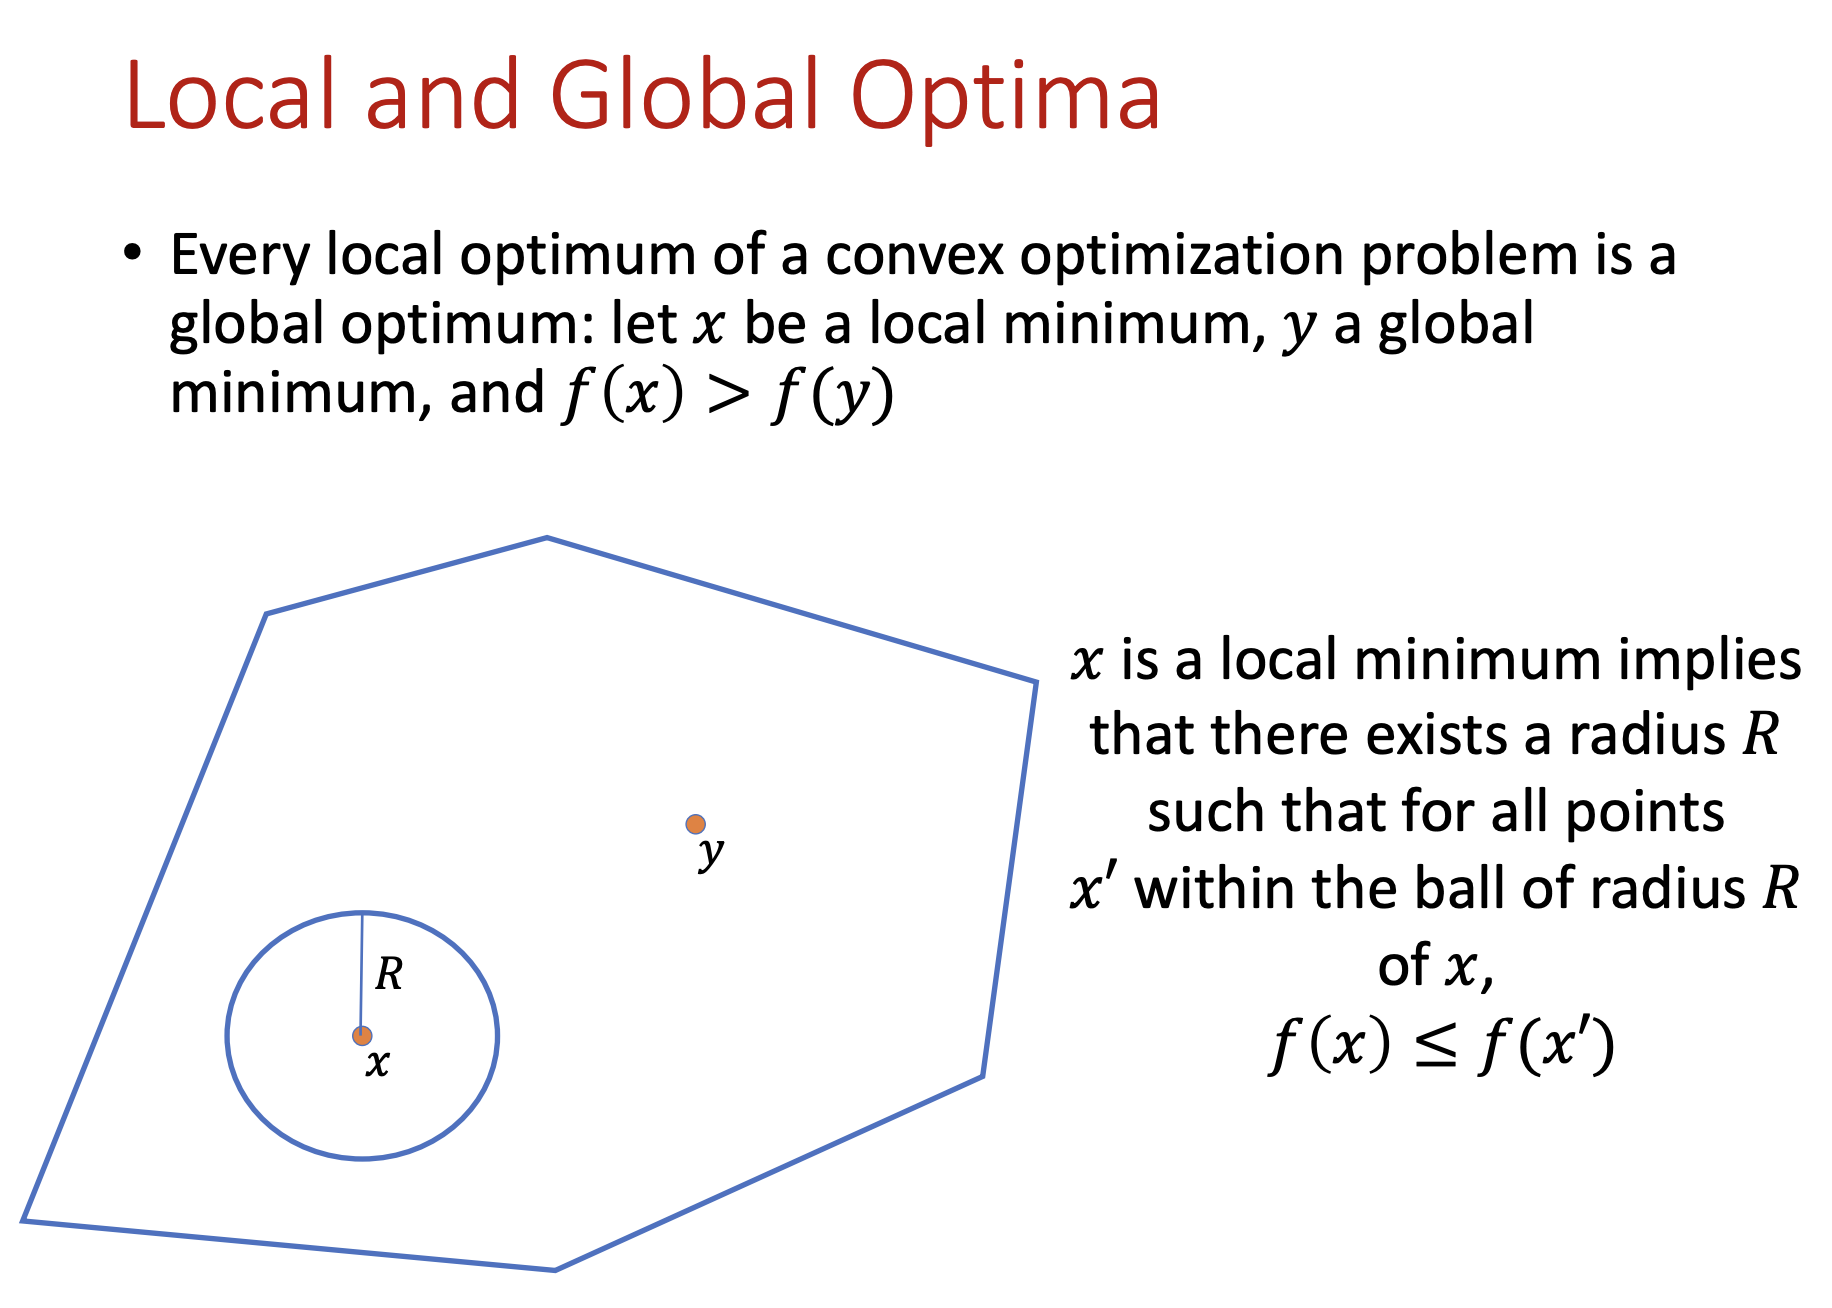 Local and Global Optima
• Every local optimum of a convex optimization problem is a
global optimum: let 𝑥 be a local minimum, 𝑦 a global
minimum, and 𝑓(𝑥) > 𝑓(𝑦)
𝑥 is a local minimum implies
that there exists a radius 𝑅
such that for all points
𝑥′ within the ball of radius 𝑅
of 𝑥,
𝑓(𝑥) ≤ 𝑓(𝑥′)
𝑦
𝑅
𝑥